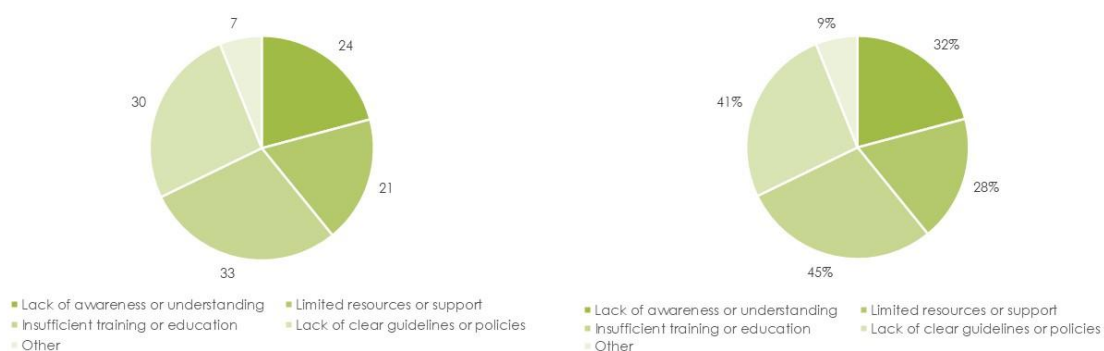 7
24
30
21
33
■ Lack of awareness or understanding ■ Limited resources or support
■ Insufficient training or education ■ Lack of clear guidelines or policies
■ Other
9%
32%
41%
28%
45%
■ Lack of awareness or understanding ■ Limited resources or support
■ Insufficient training or education ■ Lack of clear guidelines or policies
■ Other